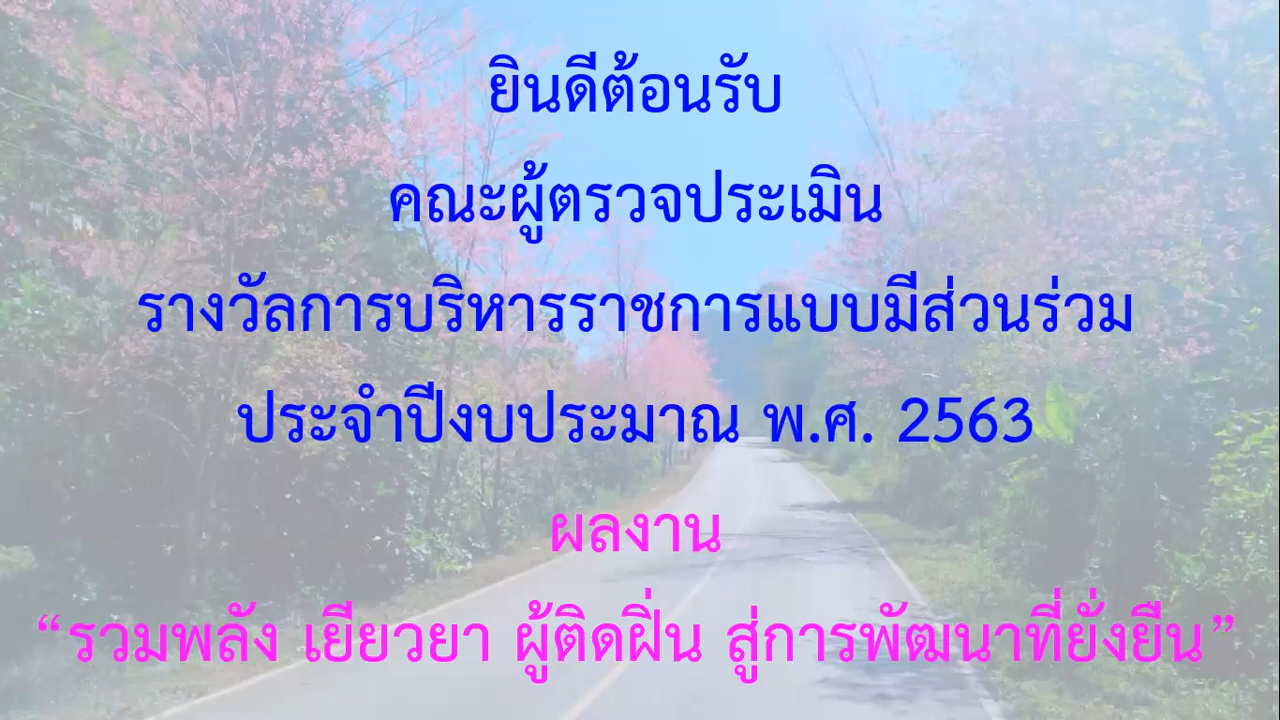 ยินดีต้อนรับ
คณะผู้ตรวจประเมิน
รางวัลการบริหารราชการแบบมีส่วนร่วม
ประจำปีงบประมาณ พ.ศ. 2563
ผลงาน
“รวมพลัง เยียวยา ผู้ติดฝิ่น สู่การพัฒนาที่ยั่งยืน”